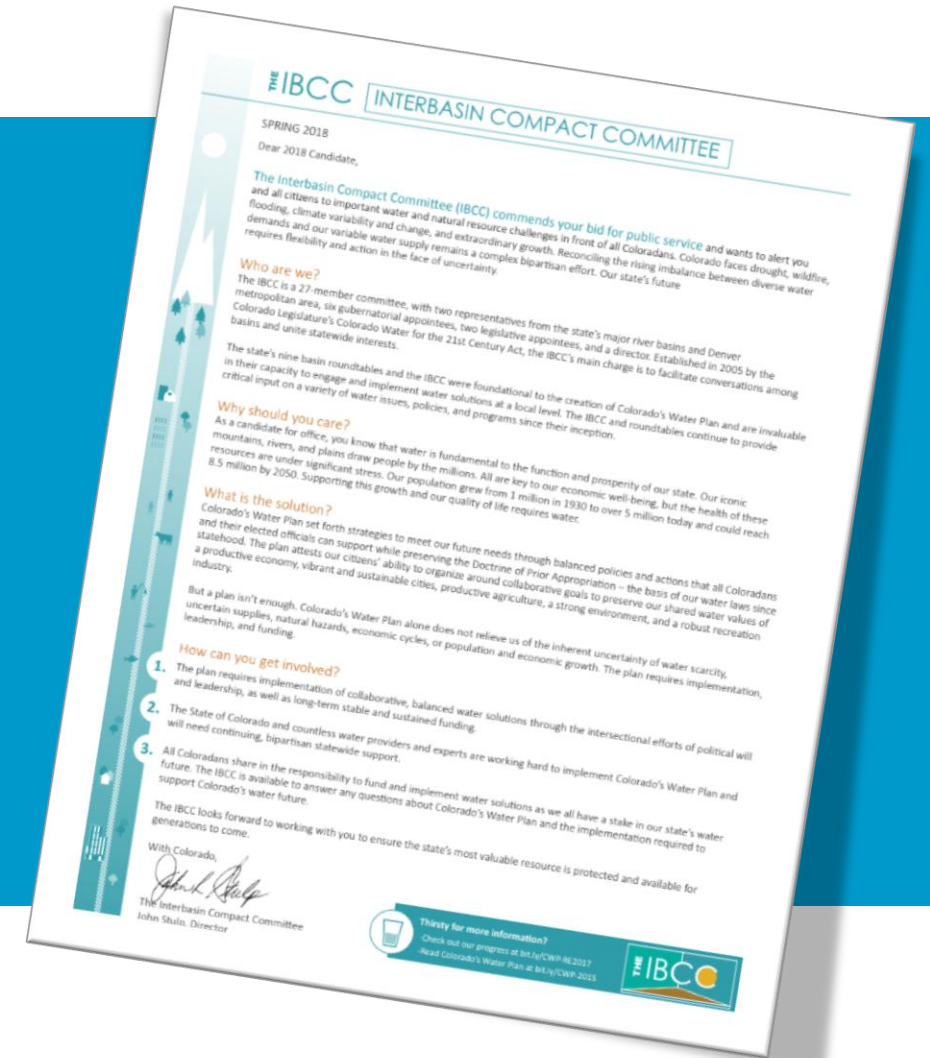 THE IBCC INTERBASIN COMPACT COMMITTEE
SPRING 2018
Dear 2018 Candidate,
The Interbasin Compact Committee (IBCC) commends your bid for public service and wants to alert you
and all citizens to important water and natural resource challenges in front of all Coloradans. Colorado faces drought, wildfire,
flooding, climate variability and change, and extraordinary growth. Reconciling the rising imbalance between diverse water
demands and our variable water supply remains a complex bipartisan effort. Our state's future
requires flexibility and action in the face of uncertainty.
Who are we?
The IBCC is a 27-member committee, with two representatives from the state's major river basins and Denver
metropolitan area, six gubernatorial appointees, two legislative appointees, and a director. Established in 2005 by the
Colorado Legislature's Colorado Water for the 21st Century Act, the IBCC's main charge is to facilitate conversations among
basins and unite statewide interests.
The state's nine basin roundtables and the IBCC were foundational to the creation of Colorado's Water Plan and are invaluable
in their capacity to engage and implement water solutions at a local level. The IBCC and roundtables continue to provide
critical input on a variety of water issues, policies, and programs since their inception.
Why should you care?
As a candidate for office, you know that water is fundamental to the function and prosperity of our state. Our iconic
mountains, rivers, and plains draw people by the millions. All are key to our economic well-being, but the health of these
resources are under significant stress. Our population grew from 1 million in 1930 to over 5 million today and could reach
8.5 million by 2050. Supporting this growth and our quality of life requires water.
What is the solution?
Colorado's Water Plan set forth strategies to meet our future needs through balanced policies and actions that all Coloradans
and their elected officials can support while preserving the Doctrine of Prior Appropriation – the basis of our water laws since
statehood. The plan attests our citizens' ability to organize around collaborative goals to preserve our shared water values of
a productive economy, vibrant and sustainable cities, productive agriculture, a strong environment, and a robust recreation
industry.
But a plan isn't enough. Colorado's Water Plan alone does not relieve us of the inherent uncertainty of water scarcity,
uncertain supplies, natural hazards, economic cycles, or population and economic growth. The plan requires implementation,
leadership, and funding.
How can you get involved?
1. The plan requires implementation of collaborative, balanced water solutions through the intersectional efforts of political will
and leadership, as well as long-term stable and sustained funding.
2. The State of Colorado and countless water providers and experts are working hard to implement Colorado's Water Plan and
will need continuing, bipartisan statewide support.
3. All Coloradans share in the responsibility to fund and implement water solutions as we all have a stake in our state's water
future. The IBCC is available to answer any questions about Colorado's Water Plan and the implementation required to
support Colorado's water future.
The IBCC looks forward to working with you to ensure the state's most valuable resource is protected and available for
generations to come.
With Colorado,
John R. Stulp
The Interbasin Compact Committee
John Stulp, Director
Thirsty for more information?
-Check out our progress at bit.ly/CWP-RE2017
-Read Colorado's Water Plan at bit.ly/CWP-2015
THE IBCC